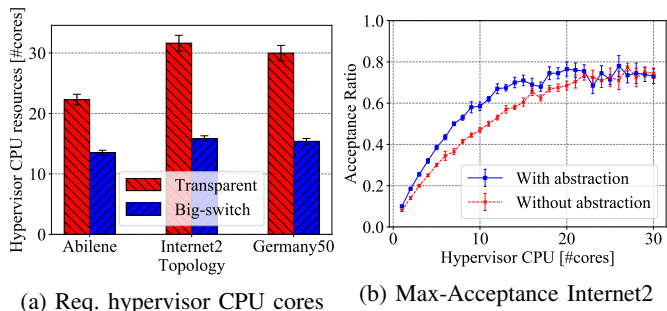 Hypervisor CPU resources [#cores]
30
20
10
0
Transparent
Big-switch
Abilene Internet2 Germany50
Topology
(a) Req. hypervisor CPU cores
Acceptance Ratio
1.0
0.8
0.6
0.4
0.2
0.0
With abstraction
Without abstraction
0 10 20 30
Hypervisor CPU [#cores]
(b) Max-Acceptance Internet2